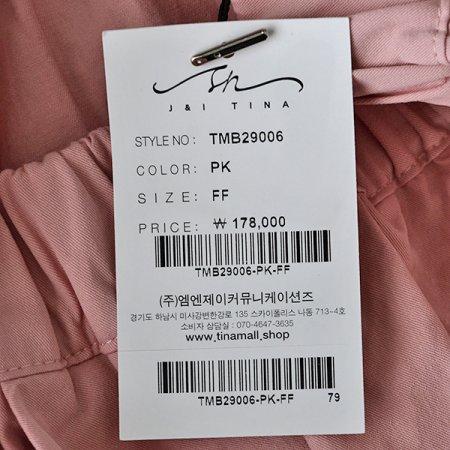 J & I TINA
STYLE NO : TMB29006
COLOR: PK
SIZE: FF
PRICE: ₩ 178,000
TMB29006-PK-FF
(주)엠엔제이커뮤니케이션즈
경기도 하남시 미사강변한강로 135 스카이폴리스 나동 713-4호
소비자 상담실 : 070-4647-3635
www.tinamall.shop
TMB29006-PK-FF 79